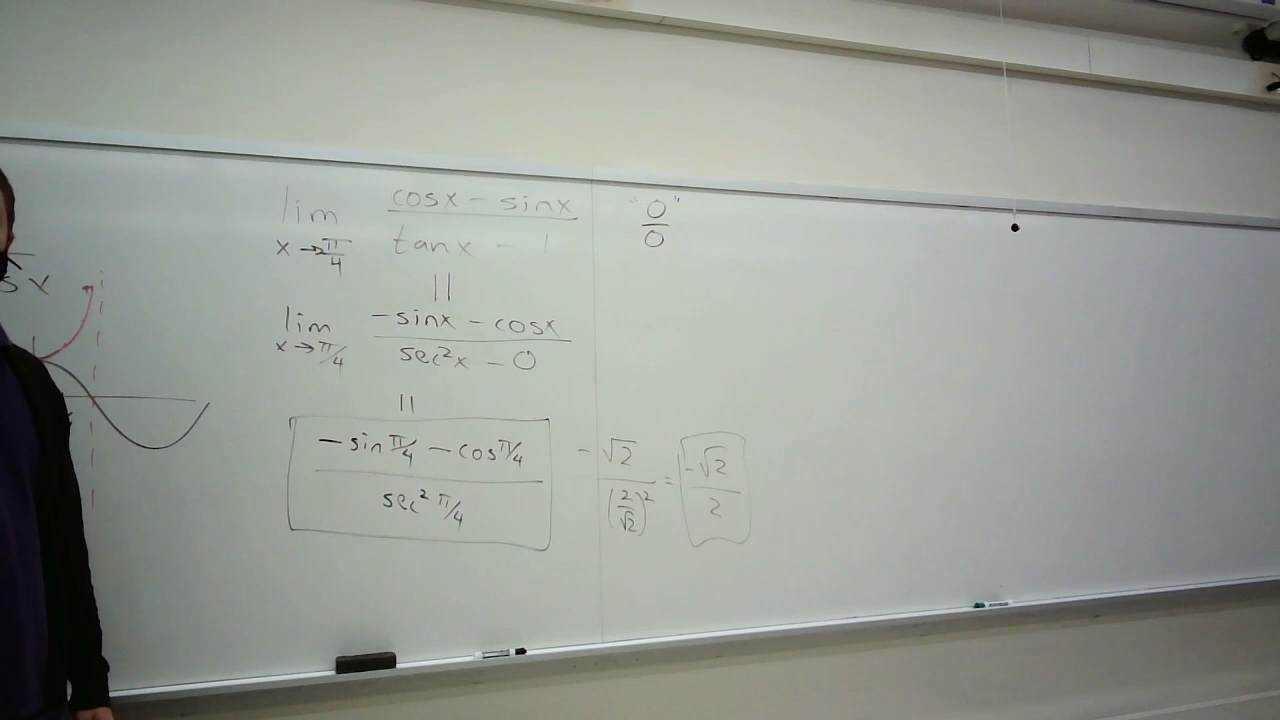 lim x→π/4 (cosx − sinx)/(tanx − 1) "0/0"
||
lim x→π/4 (−sinx − cosx)/(sec²x − 0)
||
(−sin π/4 − cos π/4)/(sec² π/4) −√2/(2/√2)² = −√2/2